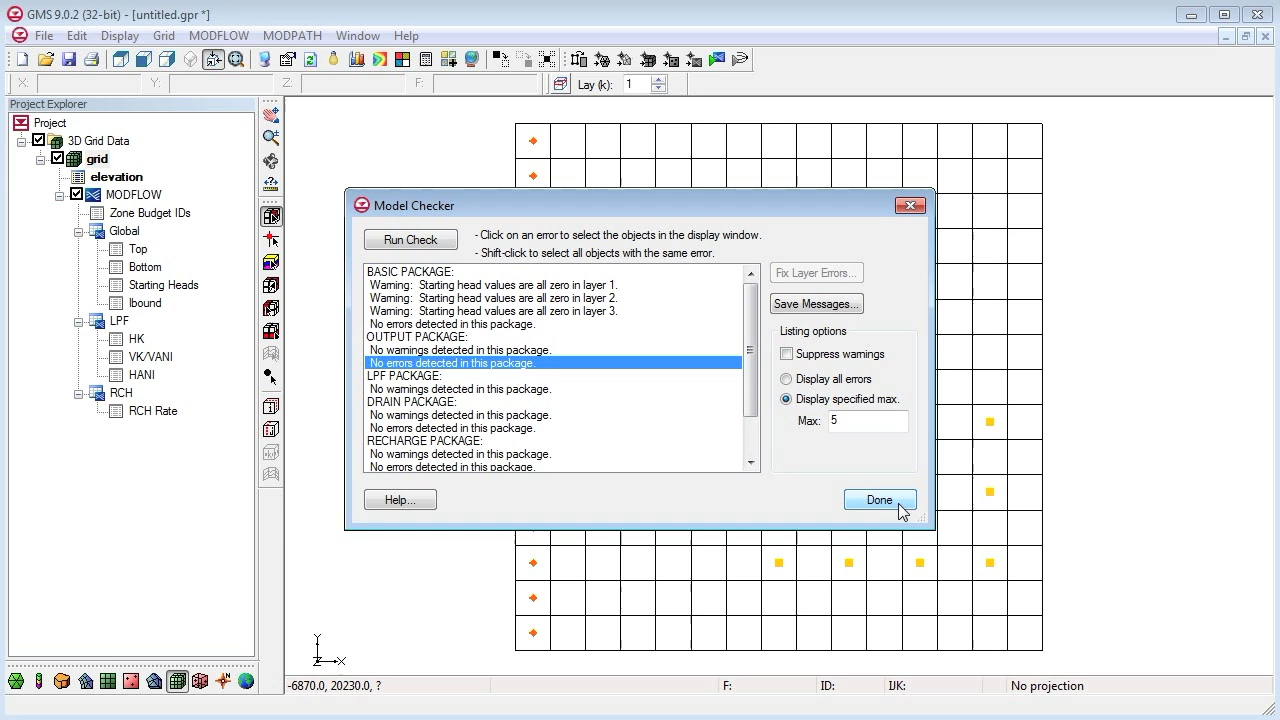 GMS 9.0.2 (32-bit) - [untitled.gpr *]
File Edit Display Grid MODFLOW MODPATH Window Help
X: Y: Z: F: Lay (k): 1
Project Explorer
Project
3D Grid Data
grid
elevation
MODFLOW
Zone Budget IDs
Global
Top
Bottom
Starting Heads
Ibound
LPF
HK
VK/VANI
HANI
RCH
RCH Rate
Model Checker
Run Check
- Click on an error to select the objects in the display window.
- Shift-click to select all objects with the same error.
BASIC PACKAGE:
Warning: Starting head values are all zero in layer 1.
Warning: Starting head values are all zero in layer 2.
Warning: Starting head values are all zero in layer 3.
No errors detected in this package.
OUTPUT PACKAGE:
No warnings detected in this package.
No errors detected in this package.
LPF PACKAGE:
No warnings detected in this package.
DRAIN PACKAGE:
No warnings detected in this package.
No errors detected in this package.
RECHARGE PACKAGE:
No warnings detected in this package.
No errors detected in this package.
Fix Layer Errors...
Save Messages...
Listing options
Suppress warnings
Display all errors
Display specified max.
Max: 5
Help...
Done
Y
Z X
-6870.0, 20230.0, ?
F: ID: IJK: No projection